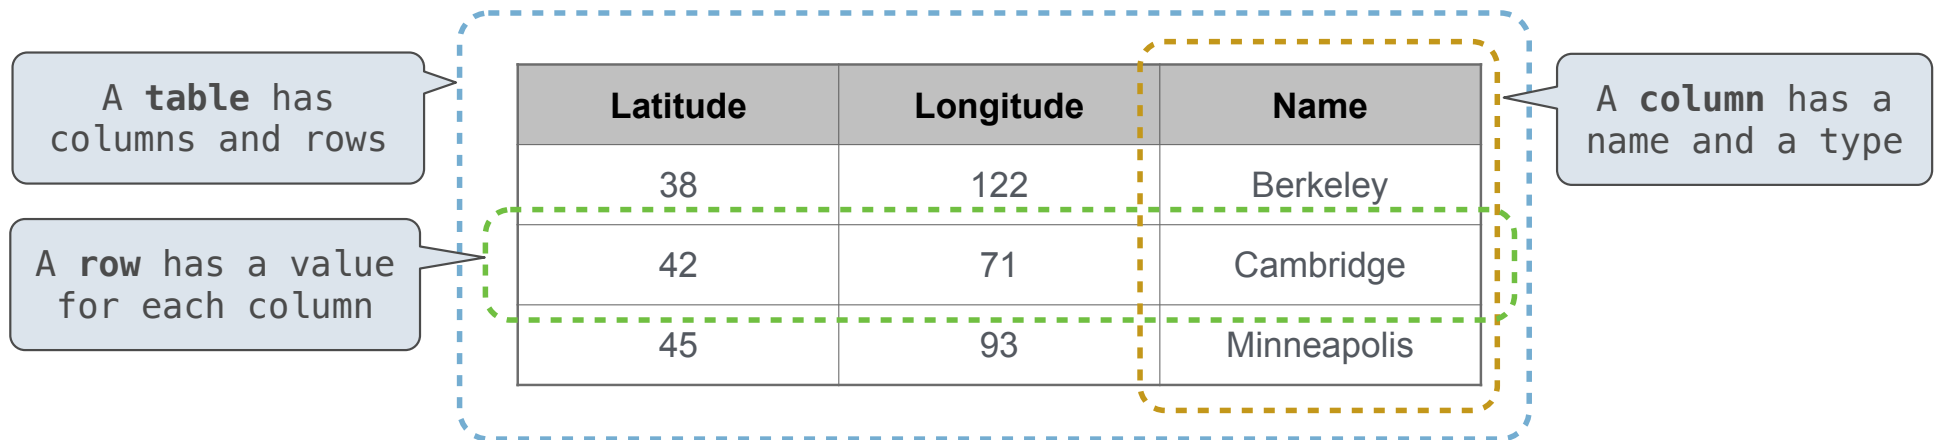 A table has
columns and rows
A row has a value
for each column
Latitude Longitude Name
38 122 Berkeley
42 71 Cambridge
45 93 Minneapolis
A column has a
name and a type